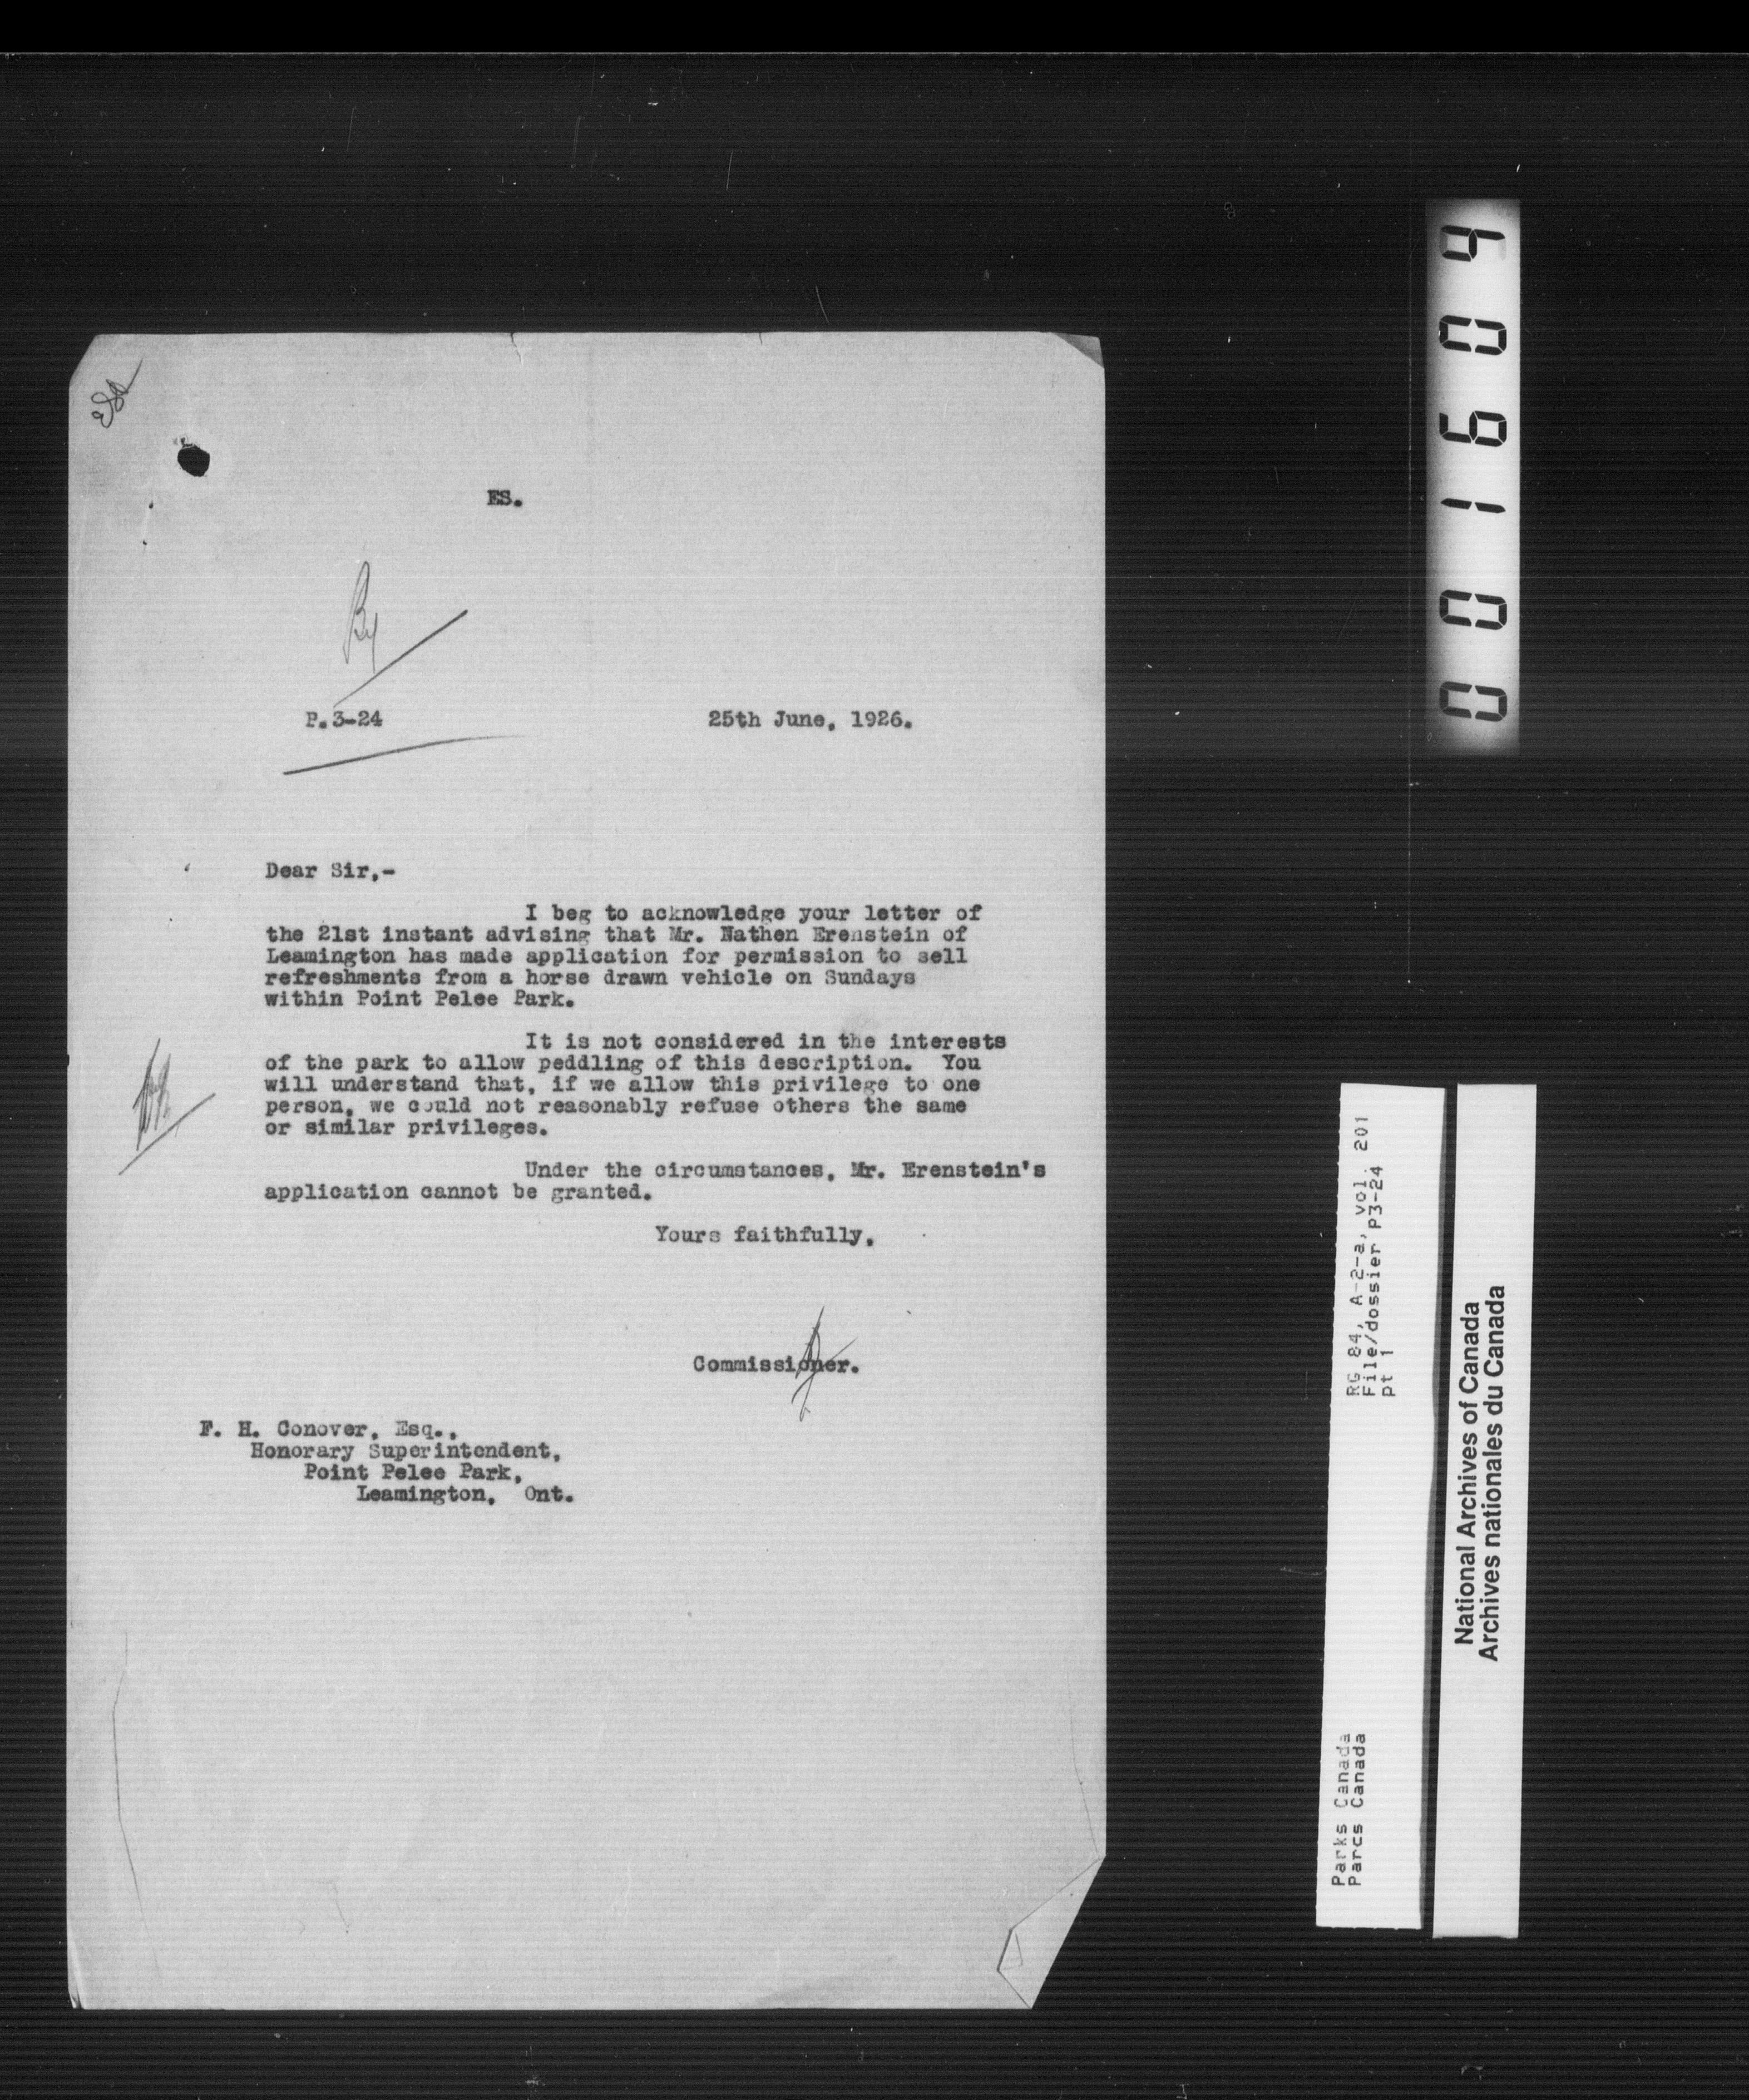 ES.
By
P.3-24 25th June, 1926.
Dear Sir,-
I beg to acknowledge your letter of
the 21st instant advising that Mr. Nathen Erenstein of
Leamington has made application for permission to sell
refreshments from a horse drawn vehicle on Sundays
within Point Pelee Park.
It is not considered in the interests
of the park to allow peddling of this description. You
will understand that, if we allow this privilege to one
person, we could not reasonably refuse others the same
or similar privileges.
Under the circumstances, Mr. Erenstein's
application cannot be granted.
Yours faithfully,
Commissioner.
F. H. Conover, Esq.,
Honorary Superintendent,
Point Pelee Park,
Leamington, Ont.
001604
RG 84, A-2-a, vol. 201
File/dossier P3-24
pt 1
Parks Canada
Parcs Canada
National Archives of Canada
Archives nationales du Canada